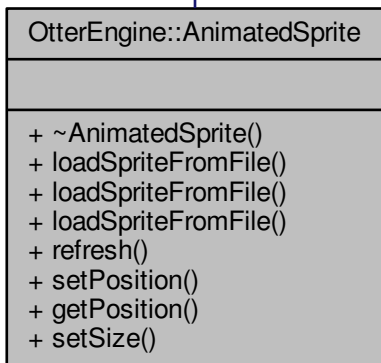 OtterEngine::AnimatedSprite
+ ~AnimatedSprite()
+ loadSpriteFromFile()
+ loadSpriteFromFile()
+ loadSpriteFromFile()
+ refresh()
+ setPosition()
+ getPosition()
+ setSize()